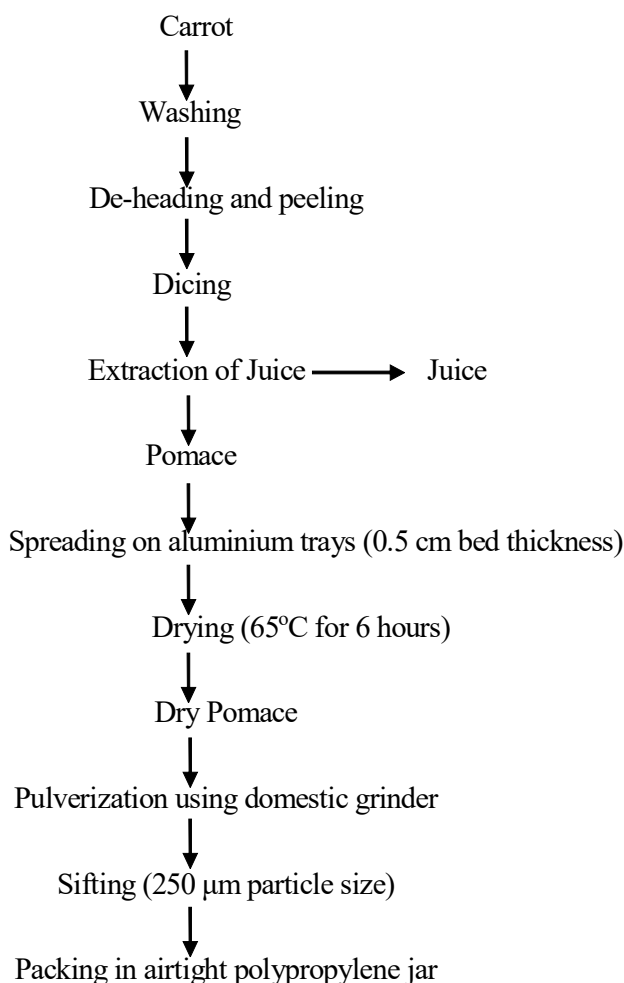 Carrot
Washing
De-heading and peeling
Dicing
Extraction of Juice
Juice
Pomace
Spreading on aluminium trays (0.5 cm bed thickness)
Drying (65°C for 6 hours)
Dry Pomace
Pulverization using domestic grinder
Sifting (250 μm particle size)
Packing in airtight polypropylene jar